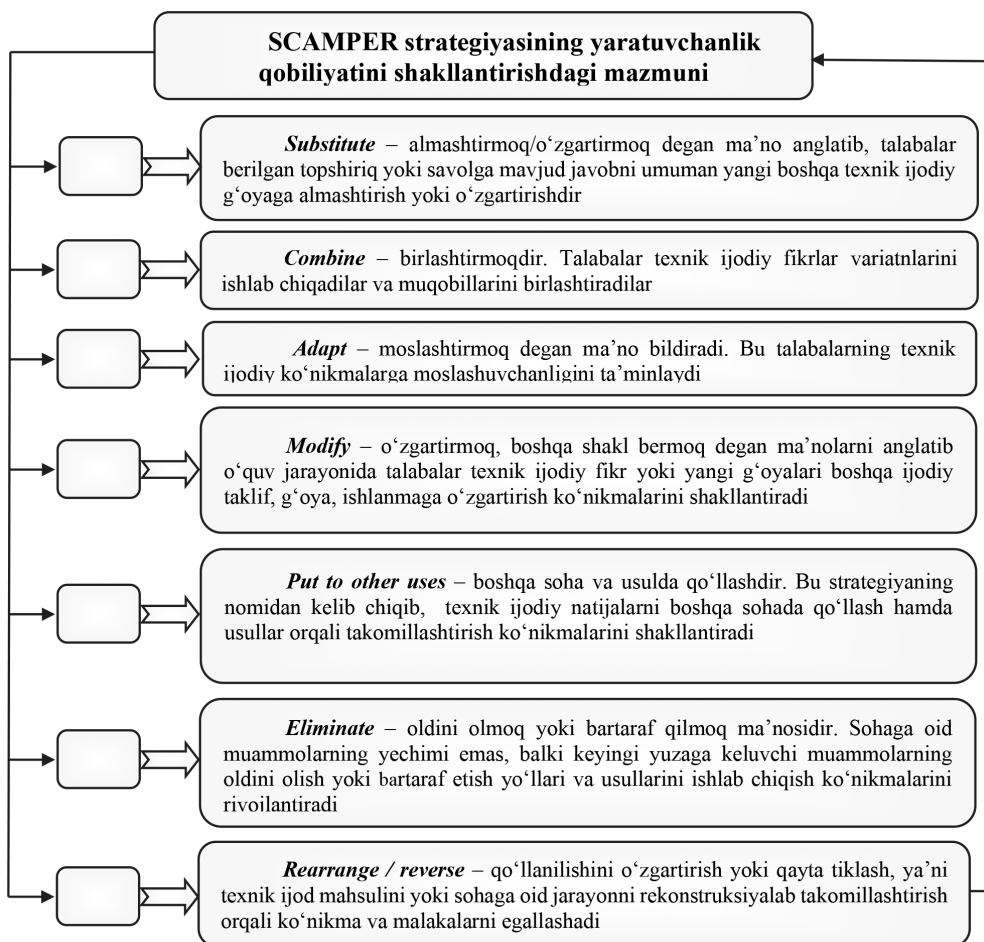 SCAMPER strategiyasining yaratuvchanlik
qobiliyatini shakllantirishdagi mazmuni
Substitute – almashtirmoq/o‘zgartirmoq degan ma’no anglatib, talabalar
berilgan topshiriq yoki savolga mavjud javobni umuman yangi boshqa texnik ijodiy
g‘oyaga almashtirish yoki o‘zgartirishdir
Combine – birlashtirmoqdir. Talabalar texnik ijodiy fikrlar variatnlarini
ishlab chiqadilar va muqobillarini birlashtiradilar
Adapt – moslashtirmoq degan ma’no bildiradi. Bu talabalarning texnik
ijodiy ko‘nikmalarga moslashuvchanligini ta’minlaydi
Modify – o‘zgartirmoq, boshqa shakl bermoq degan ma’nolarni anglatib
o‘quv jarayonida talabalar texnik ijodiy fikr yoki yangi g‘oyalari boshqa ijodiy
taklif, g‘oya, ishlanmaga o‘zgartirish ko‘nikmalarini shakllantiradi
Put to other uses – boshqa soha va usulda qo‘llashdir. Bu strategiyaning
nomidan kelib chiqib, texnik ijodiy natijalarni boshqa sohada qo‘llash hamda
usullar orqali takomillashtirish ko‘nikmalarini shakllantiradi
Eliminate – oldini olmoq yoki bartaraf qilmoq ma’nosidir. Sohaga oid
muammolarning yechimi emas, balki keyingi yuzaga keluvchi muammolarning
oldini olish yoki bartaraf etish yo‘llari va usullarini ishlab chiqish ko‘nikmalarini
rivojlantiradi
Rearrange / reverse – qo‘llanilishini o‘zgartirish yoki qayta tiklash, ya’ni
texnik ijod mahsulini yoki sohaga oid jarayonni rekonstruksiyalab takomillashtirish
orqali ko‘nikma va malakalarni egallashadi